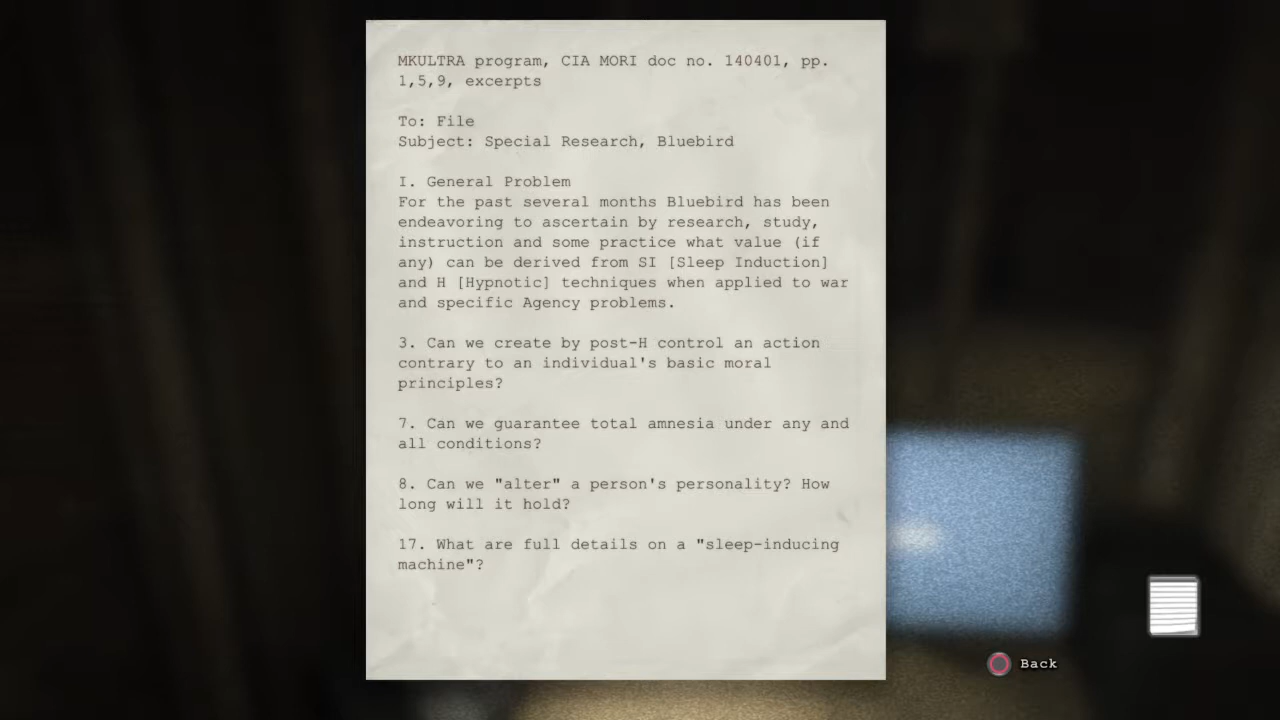 MKULTRA program, CIA MORI doc no. 140401, pp.
1,5,9, excerpts
To: File
Subject: Special Research, Bluebird
I. General Problem
For the past several months Bluebird has been
endeavoring to ascertain by research, study,
instruction and some practice what value (if
any) can be derived from SI [Sleep Induction]
and H [Hypnotic] techniques when applied to war
and specific Agency problems.
3. Can we create by post-H control an action
contrary to an individual's basic moral
principles?
7. Can we guarantee total amnesia under any and
all conditions?
8. Can we "alter" a person's personality? How
long will it hold?
17. What are full details on a "sleep-inducing
machine"?
Back